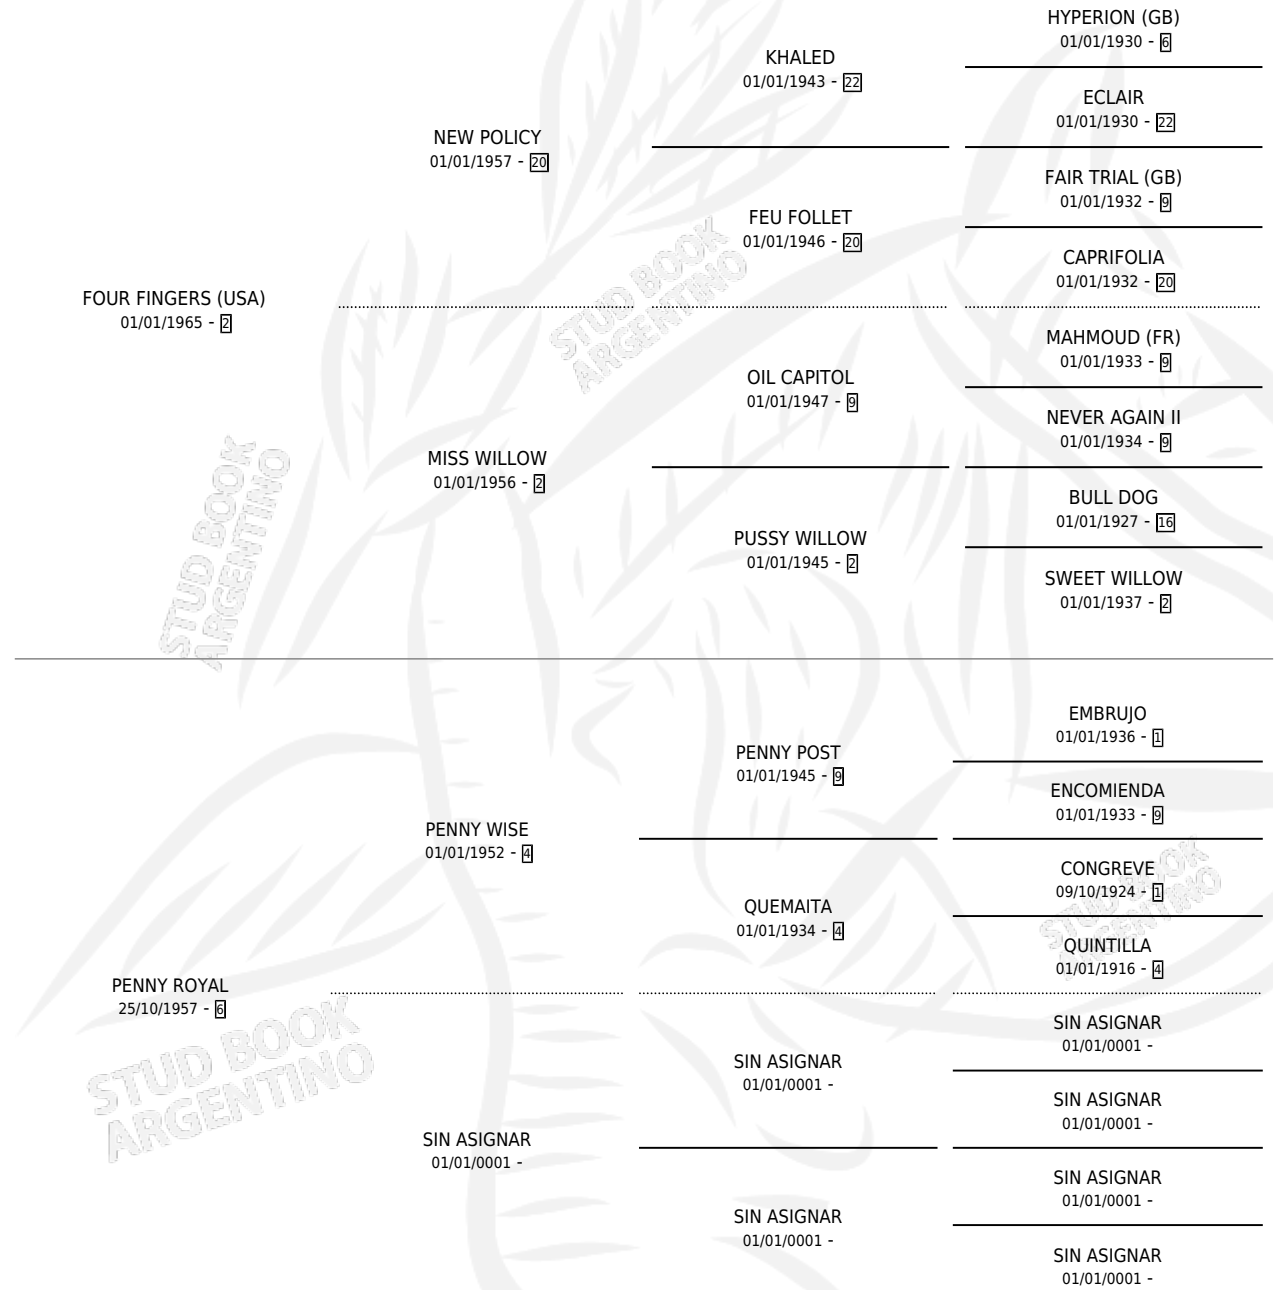 HYPERION (GB)
01/01/1930 - 6
KHALED
01/01/1943 - 22
ECLAIR
01/01/1930 - 22
NEW POLICY
01/01/1957 - 20
FAIR TRIAL (GB)
01/01/1932 - 9
FEU FOLLET
01/01/1946 - 20
CAPRIFOLIA
01/01/1932 - 20
FOUR FINGERS (USA)
01/01/1965 - 2
MAHMOUD (FR)
01/01/1933 - 9
OIL CAPITOL
01/01/1947 - 9
NEVER AGAIN II
01/01/1934 - 9
MISS WILLOW
01/01/1956 - 2
BULL DOG
01/01/1927 - 16
PUSSY WILLOW
01/01/1945 - 2
SWEET WILLOW
01/01/1937 - 2
EMBRUJO
01/01/1936 - 1
PENNY POST
01/01/1945 - 9
ENCOMIENDA
01/01/1933 - 9
PENNY WISE
01/01/1952 - 4
CONGREVE
09/10/1924 - 1
QUEMAITA
01/01/1934 - 4
QUINTILLA
01/01/1916 - 4
PENNY ROYAL
25/10/1957 - 6
SIN ASIGNAR
01/01/0001 -
SIN ASIGNAR
01/01/0001 -
SIN ASIGNAR
01/01/0001 -
SIN ASIGNAR
01/01/0001 -
SIN ASIGNAR
01/01/0001 -
SIN ASIGNAR
01/01/0001 -
SIN ASIGNAR
01/01/0001 -
STUD BOOK
ARGENTINO
STUD BOOK
ARGENTINO
STUD BOOK
ARGENTINO
STUD BOOK
ARGENTINO